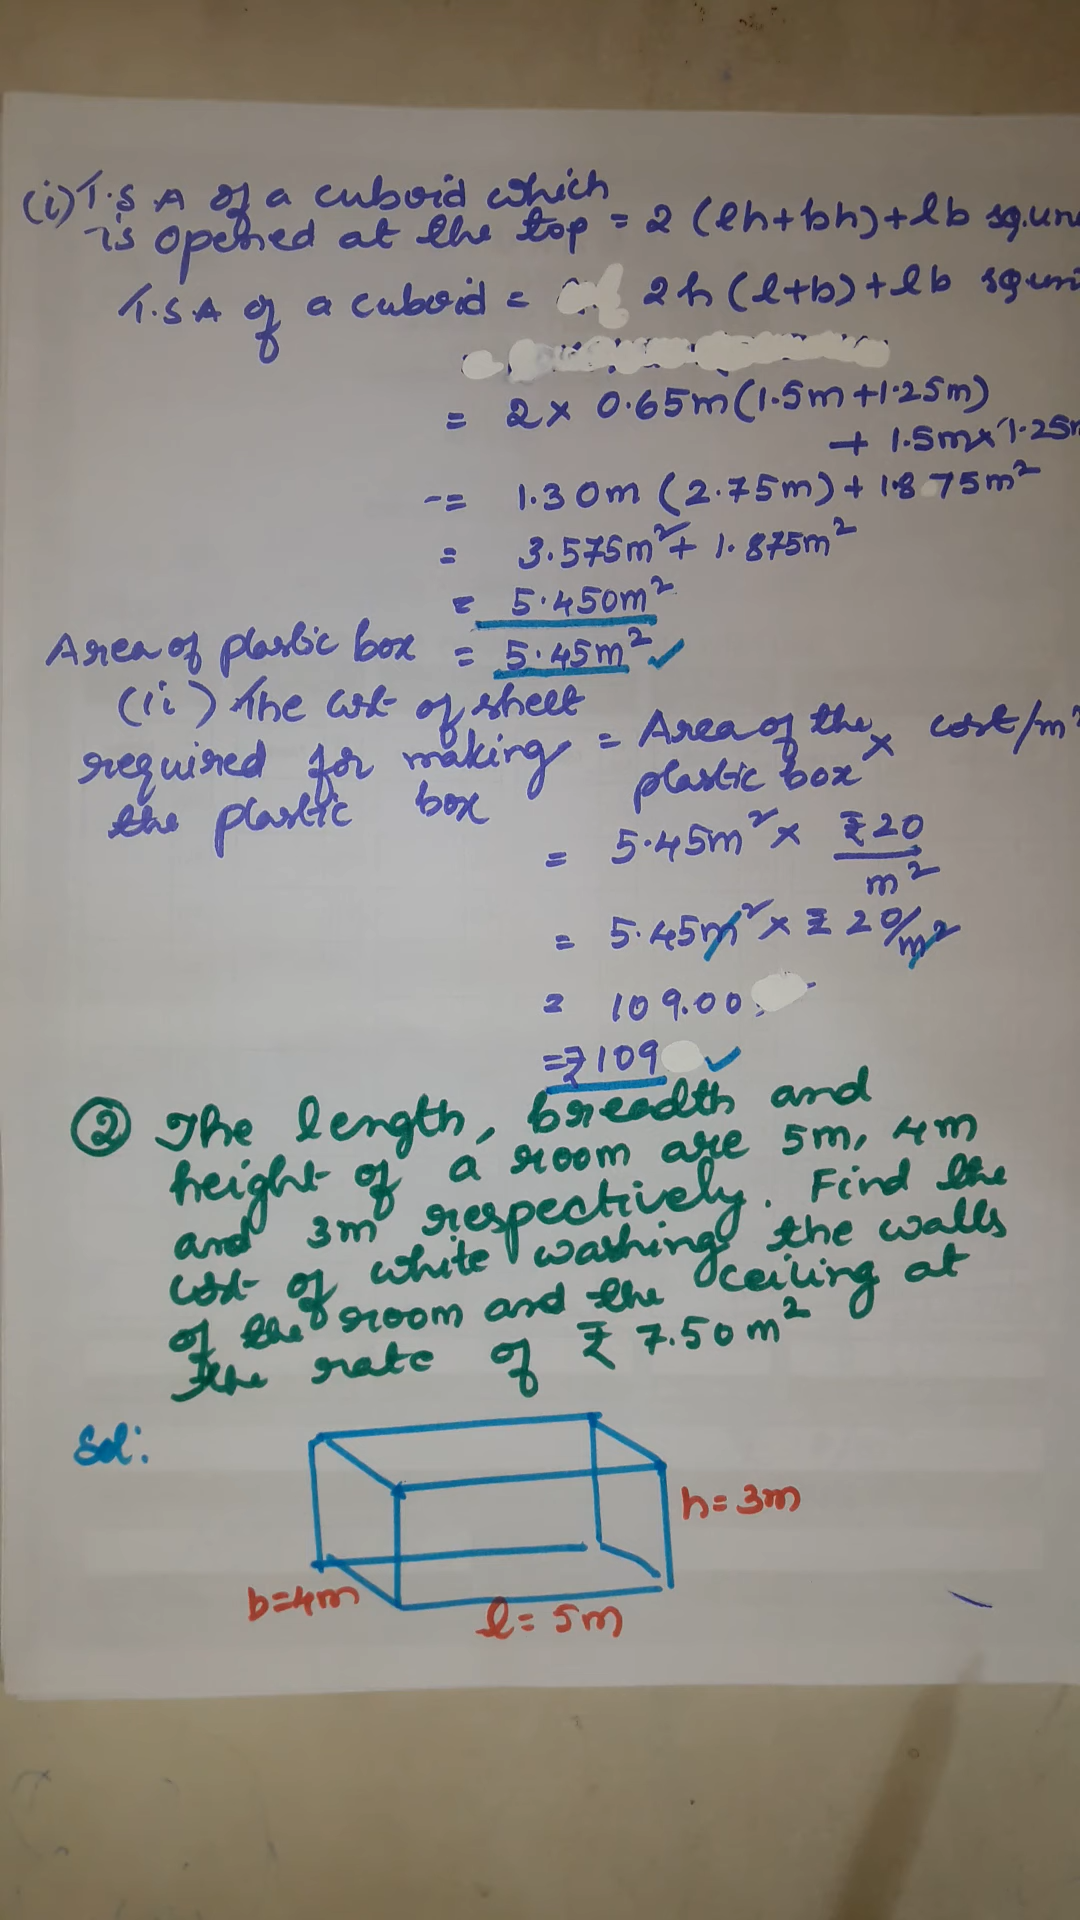 (i) T.S A of a cuboid which
is opened at the top = 2 (lh+bh)+lb sq.un
T.S.A of a cuboid = 2h (l+b)+lb sq uni
= 2 x 0.65m (1.5m +1.25m)
+ 1.5m x 1.25m
= 1.30m (2.75m) + 1.875m²
= 3.575m² + 1.875m²
= 5.450m²
Area of plastic box = 5.45m² ✓
(ii) The cost of sheet
required for making
the plastic box
= Area of the
plastic box x cost/m²
= 5.45m² x ₹20
m²
= 5.45m² x ₹ 20/m²
= 109.00
= ₹109 ✓
② The length, breadth and
height of a room are 5m, 4m
and 3m respectively. Find the
cost of white washing the walls
of the room and the ceiling at
the rate of ₹ 7.50 m²
Sol:
h = 3m
b=4m
l = 5m